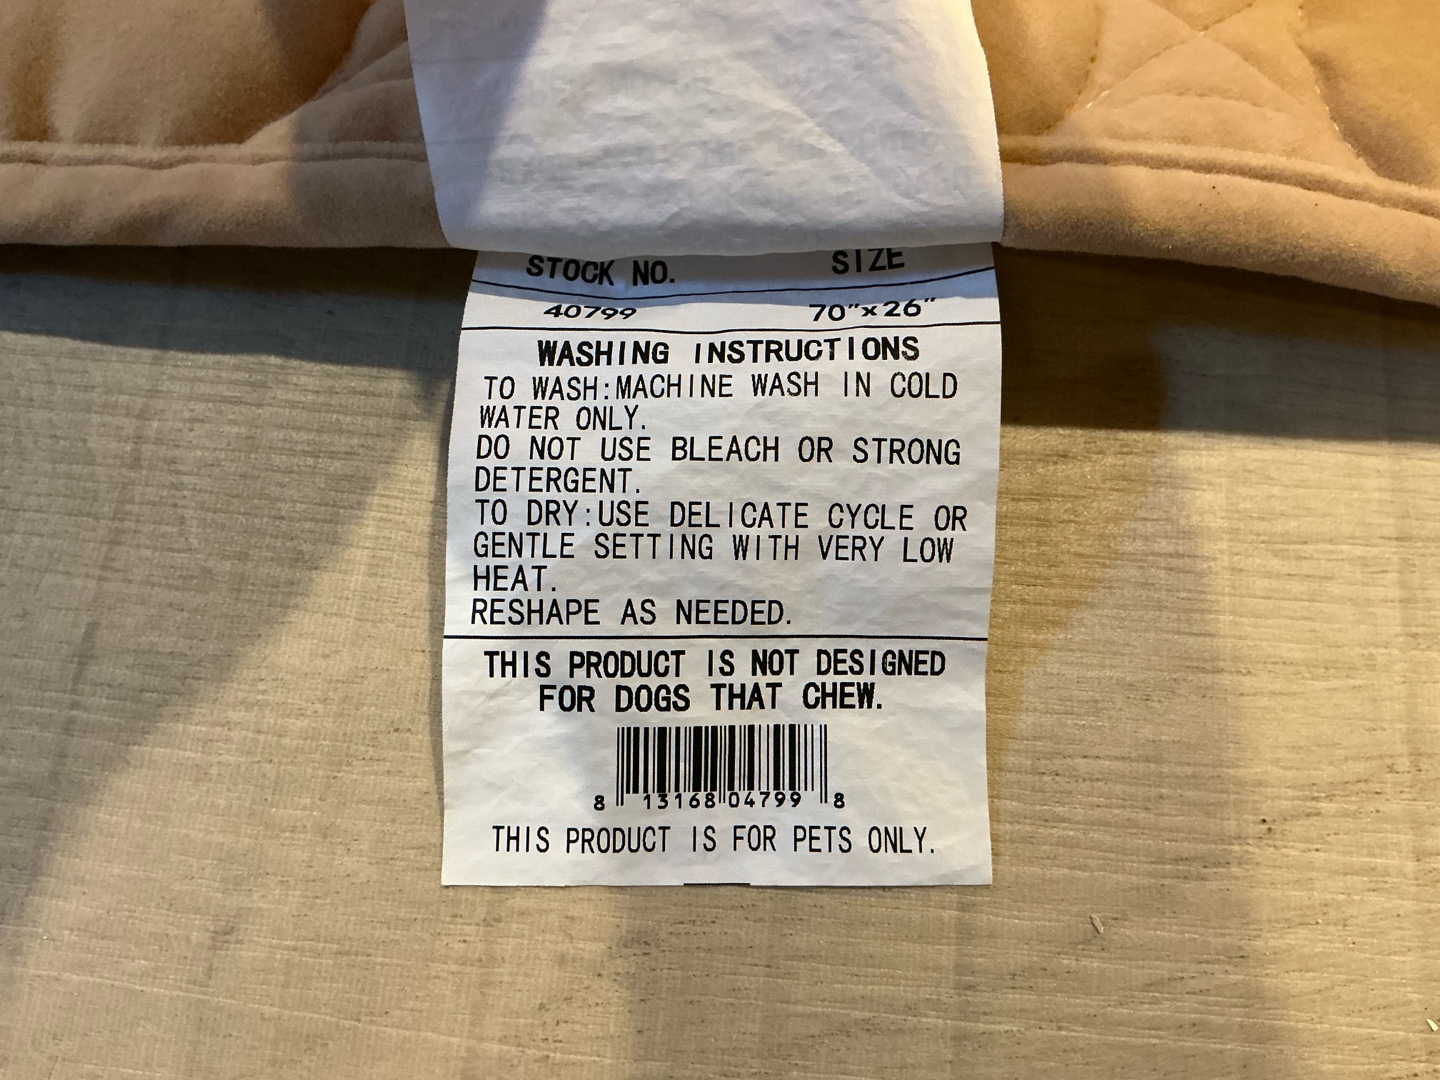 STOCK NO. SIZE
40799 70"x26"
WASHING INSTRUCTIONS
TO WASH:MACHINE WASH IN COLD
WATER ONLY.
DO NOT USE BLEACH OR STRONG
DETERGENT.
TO DRY:USE DELICATE CYCLE OR
GENTLE SETTING WITH VERY LOW
HEAT.
RESHAPE AS NEEDED.
THIS PRODUCT IS NOT DESIGNED
FOR DOGS THAT CHEW.
8 13168 04799 8
THIS PRODUCT IS FOR PETS ONLY.